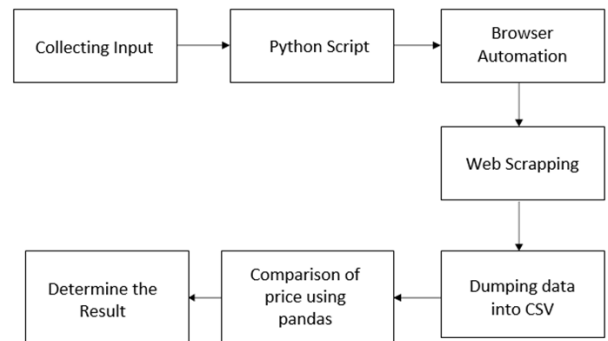 Collecting Input
Python Script
Browser
Automation
Web Scrapping
Dumping data
into CSV
Comparison of
price using
pandas
Determine the
Result